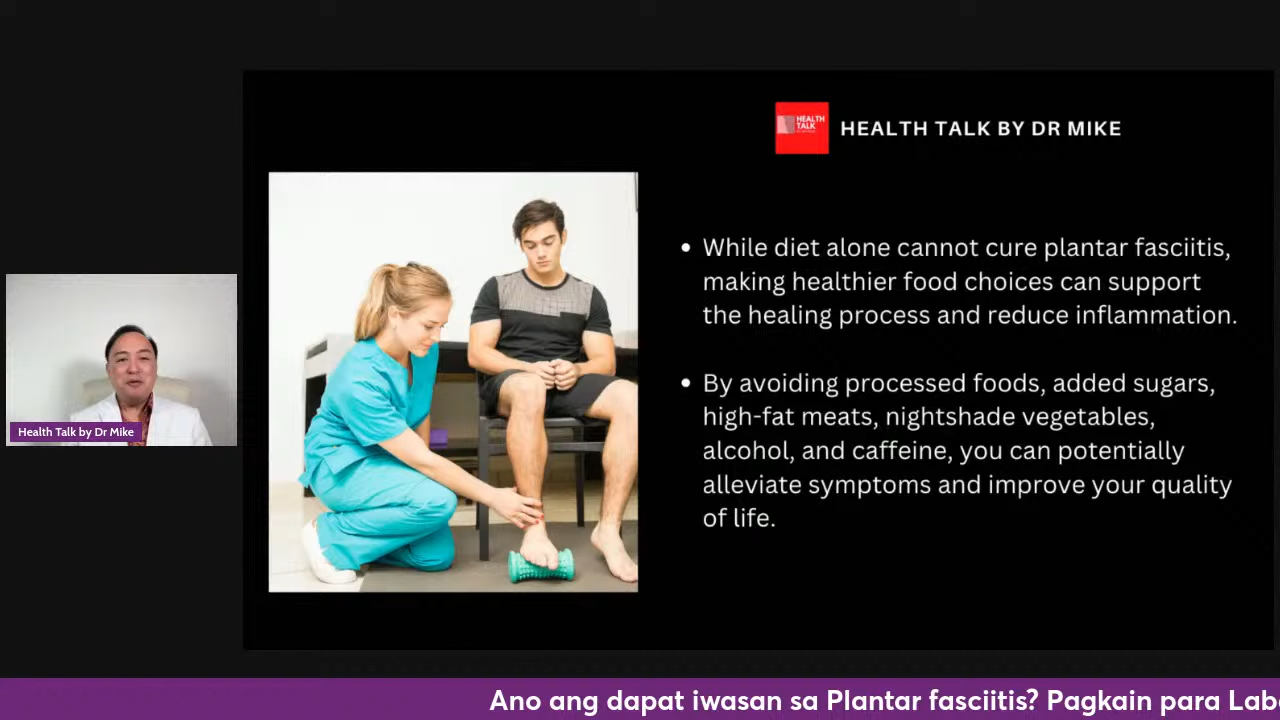 HEALTH
TALK
HEALTH TALK BY DR MIKE
• While diet alone cannot cure plantar fasciitis,
making healthier food choices can support
the healing process and reduce inflammation.
• By avoiding processed foods, added sugars,
high-fat meats, nightshade vegetables,
alcohol, and caffeine, you can potentially
alleviate symptoms and improve your quality
of life.
Health Talk by Dr Mike
Ano ang dapat iwasan sa Plantar fasciitis? Pagkain para Lab